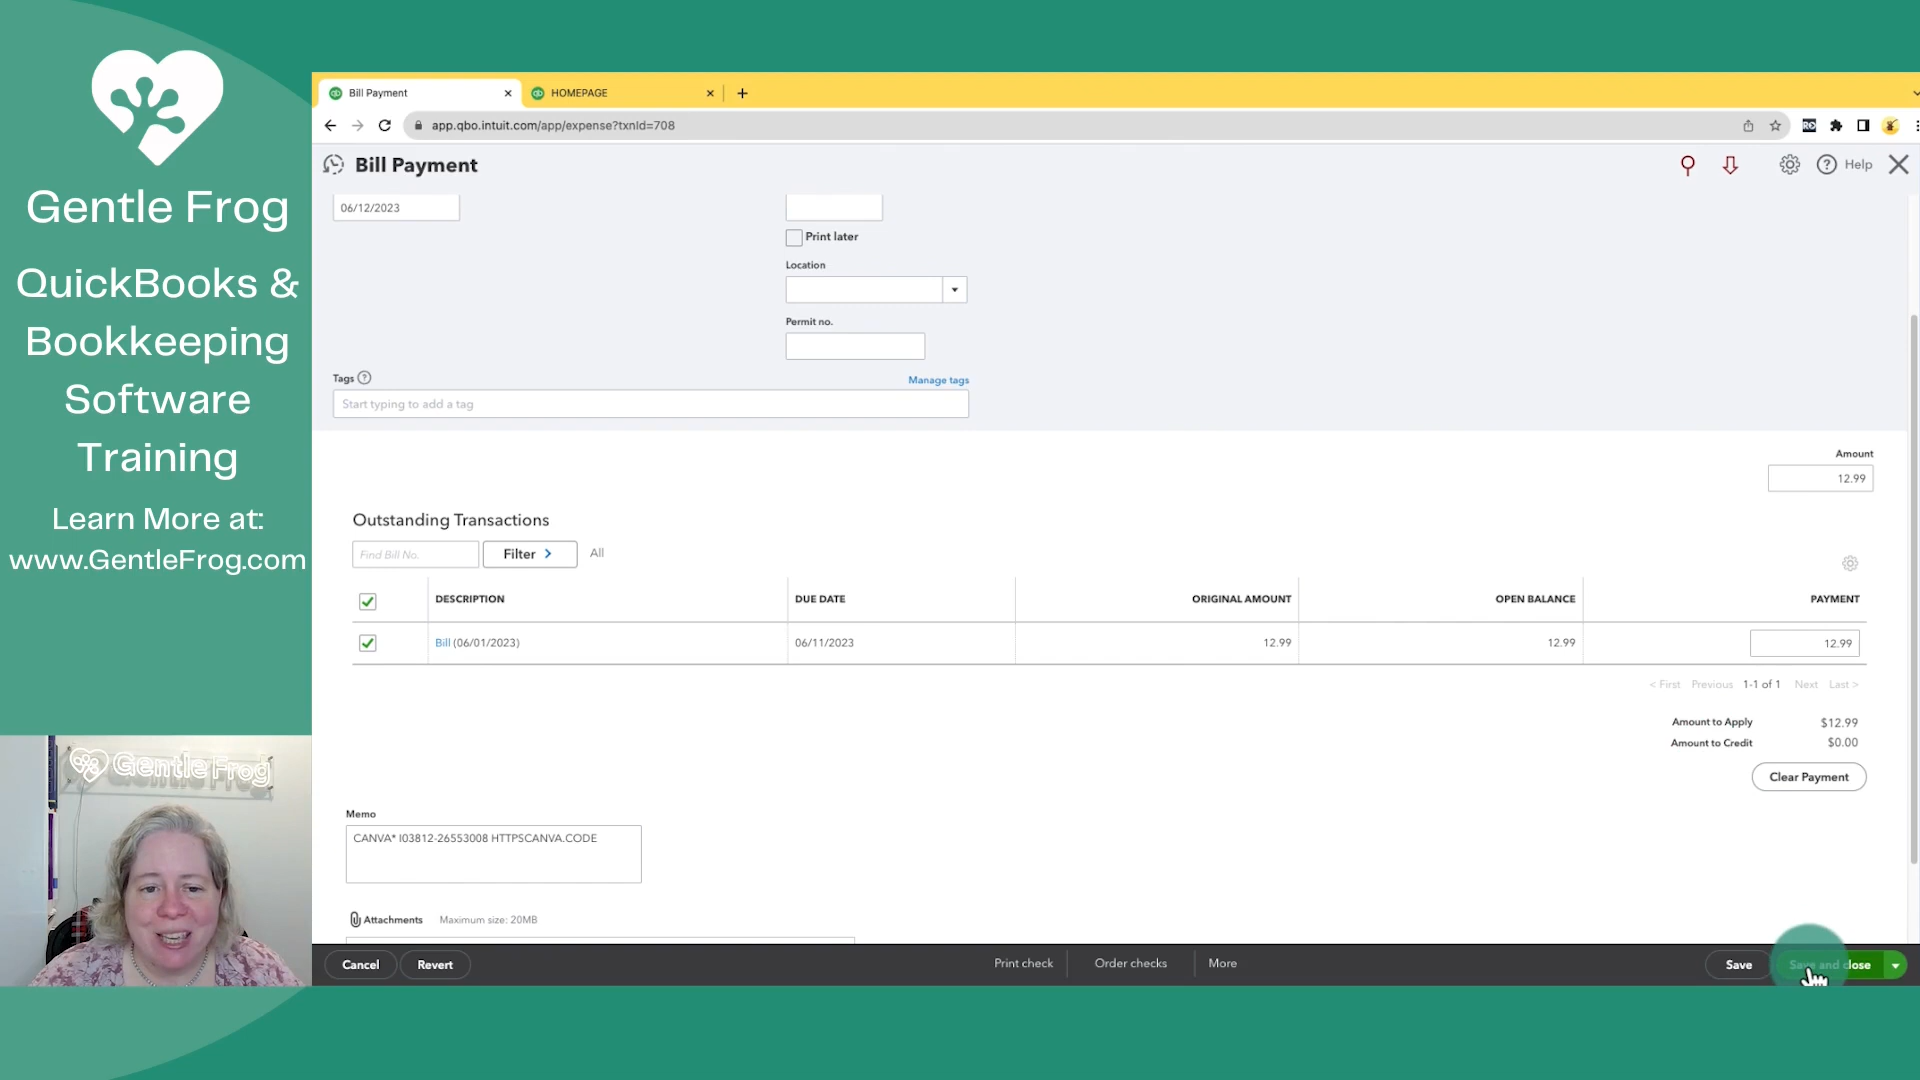 Gentle Frog
QuickBooks &
Bookkeeping
Software
Training
Learn More at:
www.GentleFrog.com
Gentle Frog
Bill Payment
HOMEPAGE
app.qbo.intuit.com/app/expense?txnId=708
Bill Payment
Help
06/12/2023
Print later
Location
Permit no.
Tags
Manage tags
Start typing to add a tag
Amount
12.99
Outstanding Transactions
Find Bill No.
Filter >
All
DESCRIPTION DUE DATE ORIGINAL AMOUNT OPEN BALANCE PAYMENT
Bill (06/01/2023) 06/11/2023 12.99 12.99 12.99
< First Previous 1-1 of 1 Next Last >
Amount to Apply $12.99
Amount to Credit $0.00
Clear Payment
Memo
CANVA* I03812-26553008 HTTPSCANVA.CODE
Attachments Maximum size: 20MB
Cancel Revert Print check Order checks More Save Save and close